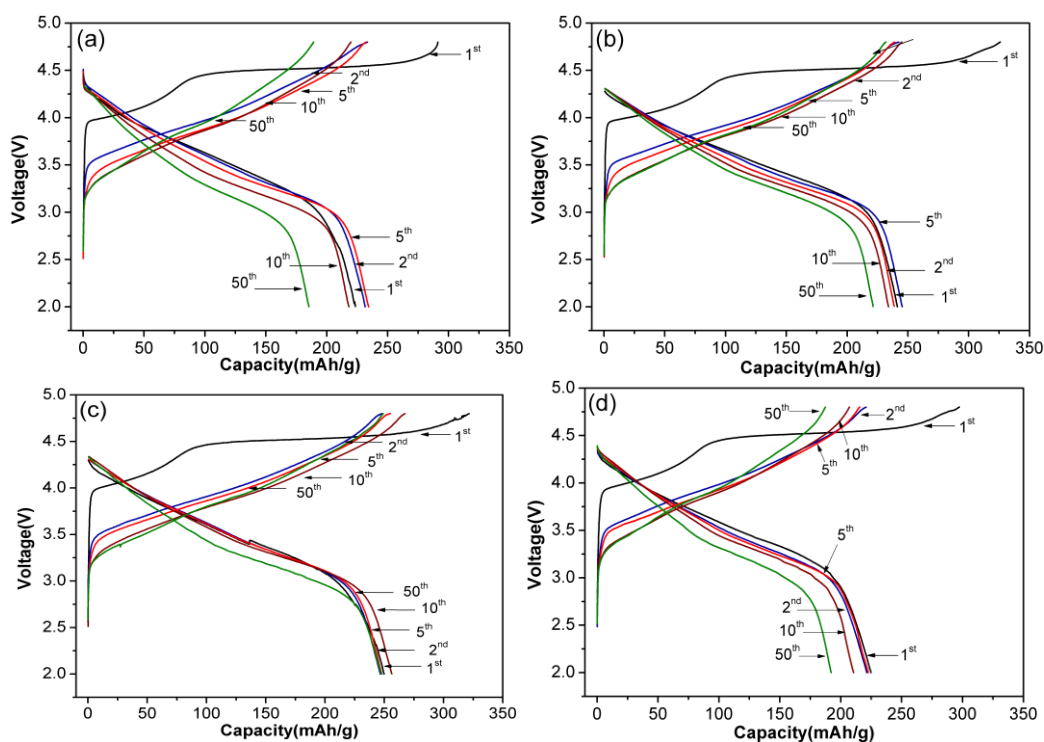 (a)
5.0
4.5
4.0
3.5
3.0
2.5
2.0
Voltage(V)
0
50
100
150
200
250
300
350
Capacity(mAh/g)
1st
2nd
5th
10th
50th
5th
2nd
10th
50th
1st
(b)
5.0
4.5
4.0
3.5
3.0
2.5
2.0
Voltage(V)
0
50
100
150
200
250
300
350
Capacity(mAh/g)
1st
2nd
5th
10th
50th
5th
2nd
10th
50th
1st
(c)
5.0
4.5
4.0
3.5
3.0
2.5
2.0
Voltage(V)
0
50
100
150
200
250
300
350
Capacity(mAh/g)
1st
2nd
5th
10th
50th
50th
10th
5th
2nd
1st
(d)
5.0
4.5
4.0
3.5
3.0
2.5
2.0
Voltage(V)
0
50
100
150
200
250
300
350
Capacity(mAh/g)
50th
2nd
1st
10th
5th
5th
2nd
10th
50th
1st